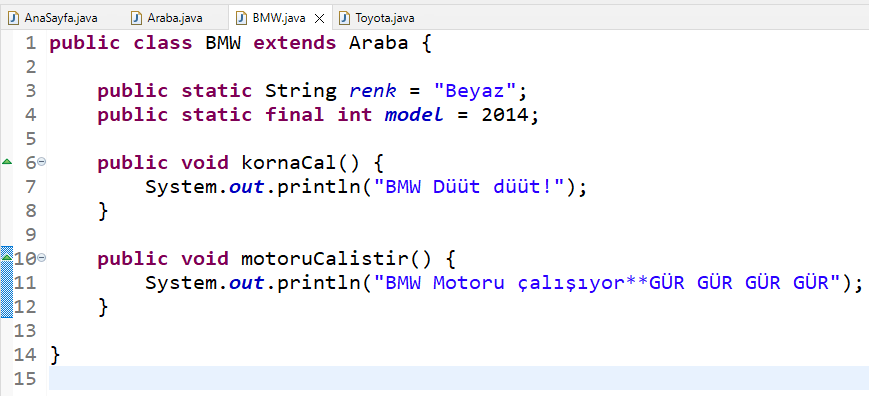 AnaSayfa.java Araba.java BMW.java Toyota.java
1 public class BMW extends Araba {
2
3 public static String renk = "Beyaz";
4 public static final int model = 2014;
5
6 public void kornaCal() {
7 System.out.println("BMW Düüt düüt!");
8 }
9
10 public void motoruCalistir() {
11 System.out.println("BMW Motoru çalışıyor**GÜR GÜR GÜR GÜR");
12 }
13
14 }
15